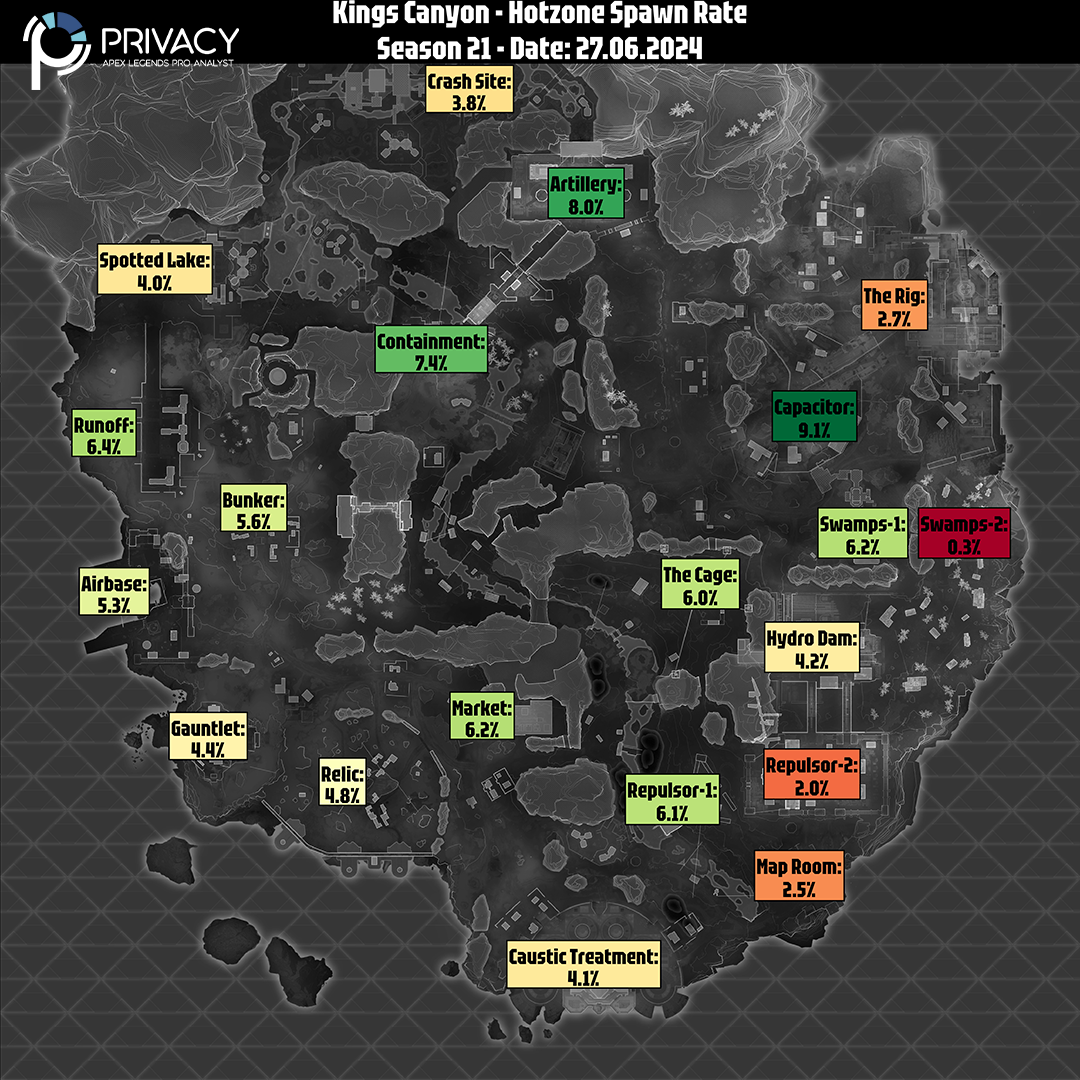 Kings Canyon - Hotzone Spawn Rate
Season 21 - Date: 27.06.2024
PRIVACY
APEX LEGENDS PRO ANALYST
Crash Site:
3.8%
Artillery:
8.0%
Spotted Lake:
4.0%
The Rig:
2.7%
Containment:
7.4%
Capacitor:
9.1%
Runoff:
6.4%
Bunker:
5.6%
Swamps-1:
6.2%
Swamps-2:
0.3%
Airbase:
5.3%
The Cage:
6.0%
Hydro Dam:
4.2%
Market:
6.2%
Gauntlet:
4.4%
Relic:
4.8%
Repulsor-2:
2.0%
Repulsor-1:
6.1%
Map Room:
2.5%
Caustic Treatment:
4.1%